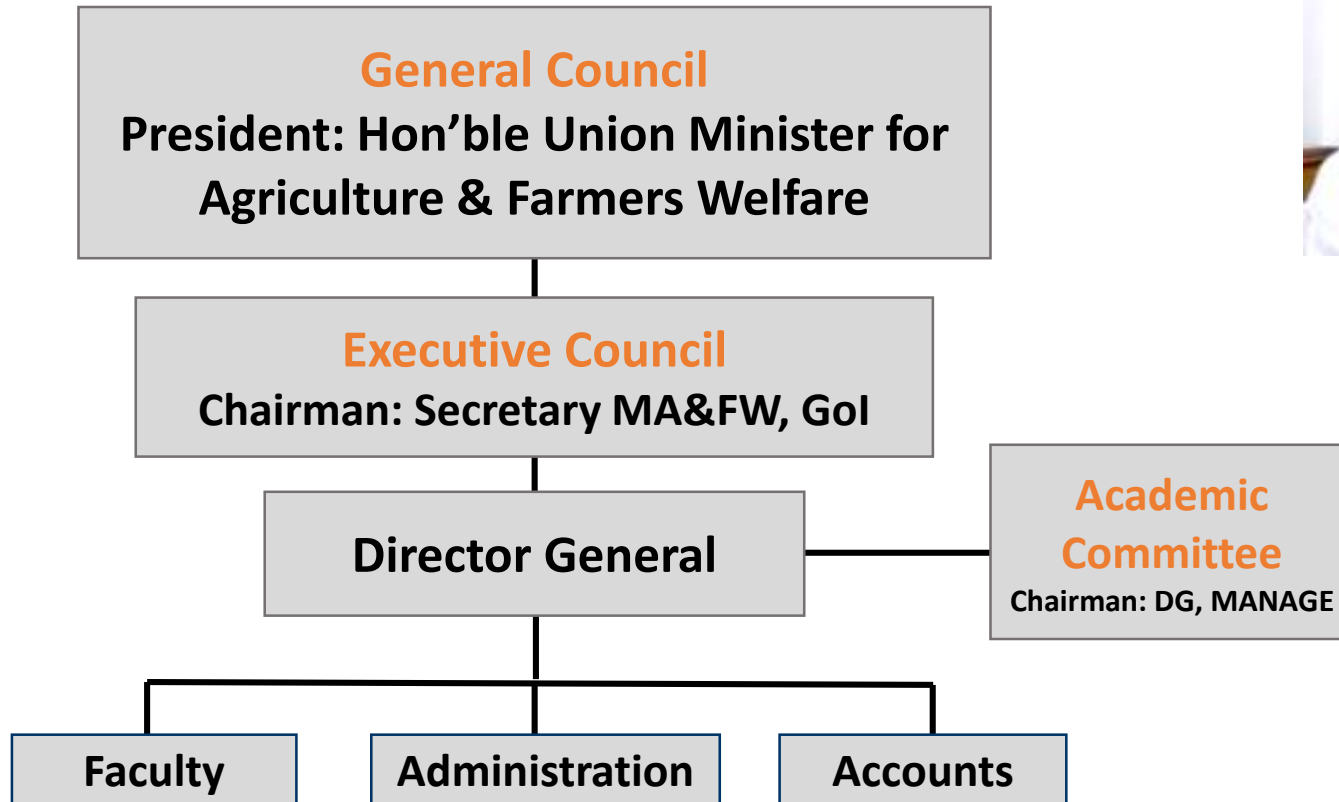 General Council
President: Hon’ble Union Minister for
Agriculture & Farmers Welfare
Executive Council
Chairman: Secretary MA&FW, GoI
Director General
Academic
Committee
Chairman: DG, MANAGE
Faculty
Administration
Accounts